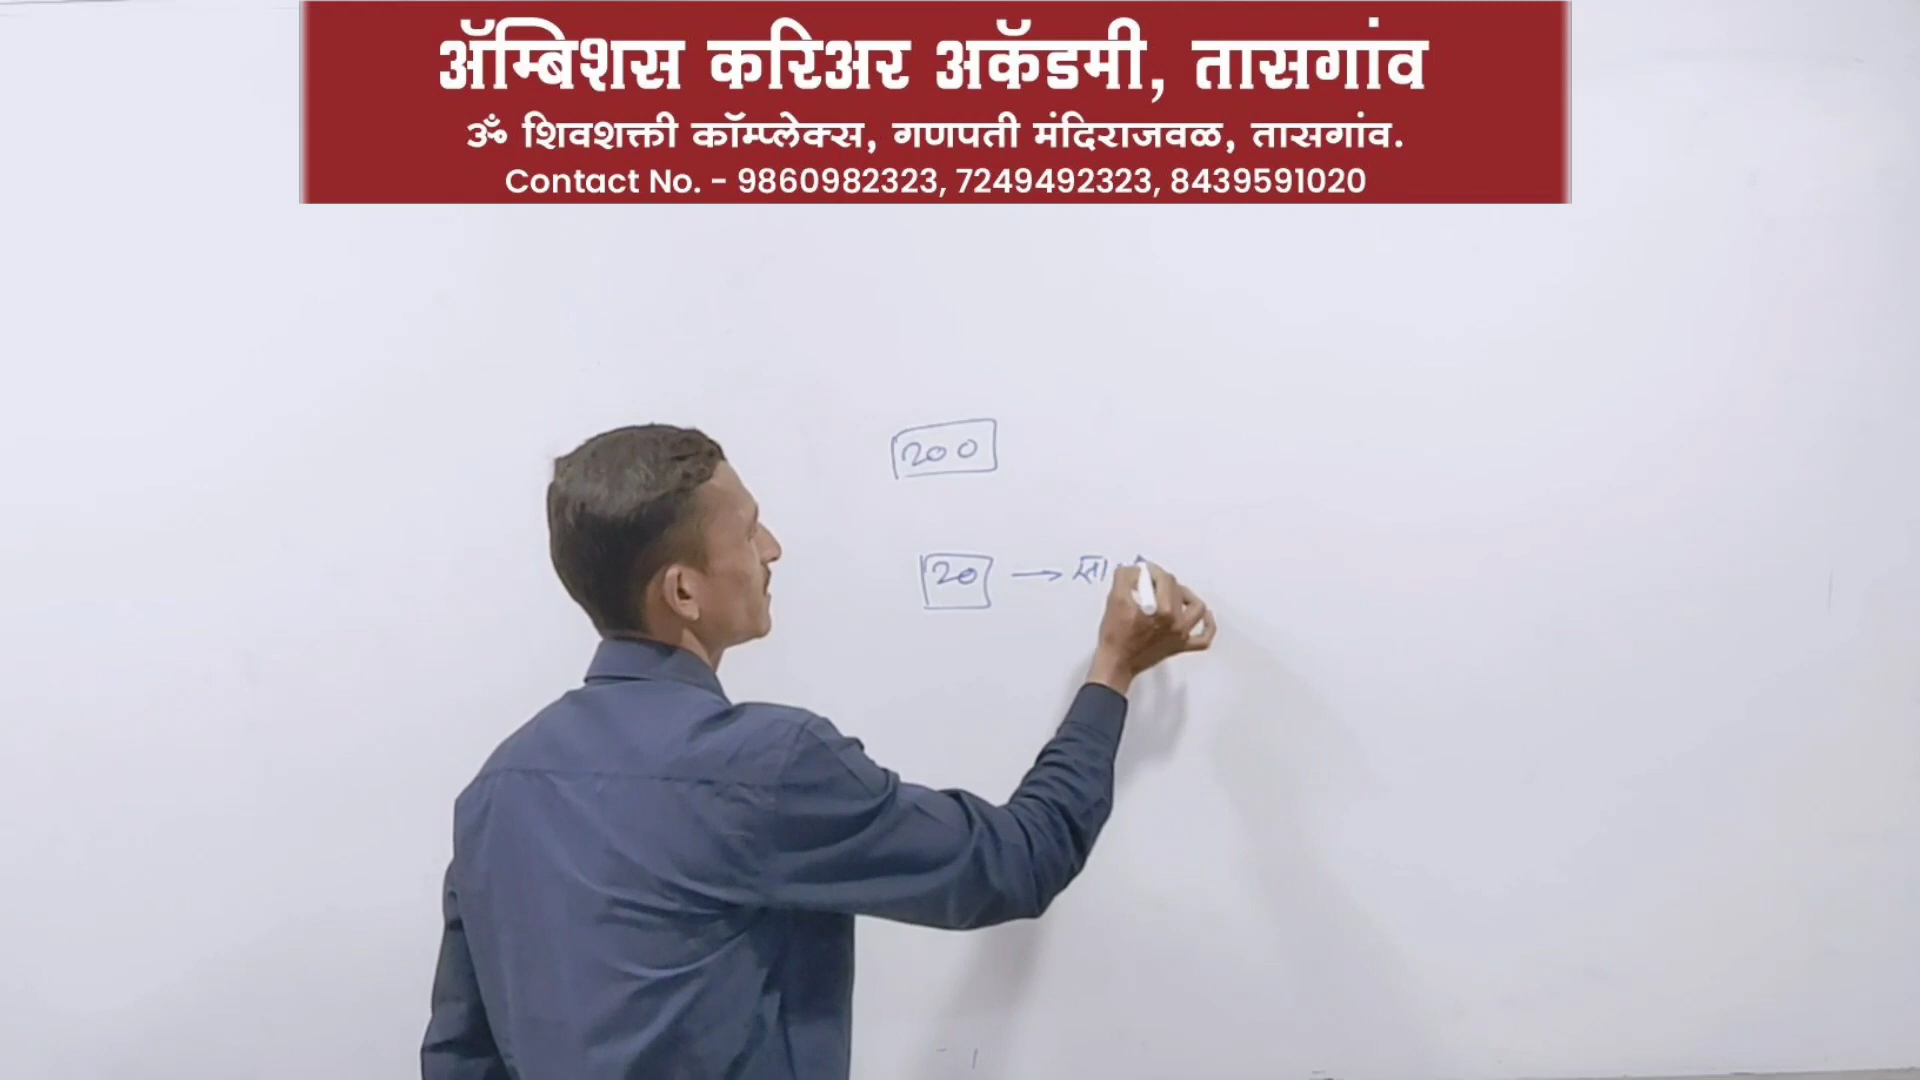 ॲम्बिशस करिअर अकॅडमी, तासगांव
ॐ शिवशक्ती कॉम्प्लेक्स, गणपती मंदिराजवळ, तासगांव.
Contact No. - 9860982323, 7249492323, 8439591020
200
20 →